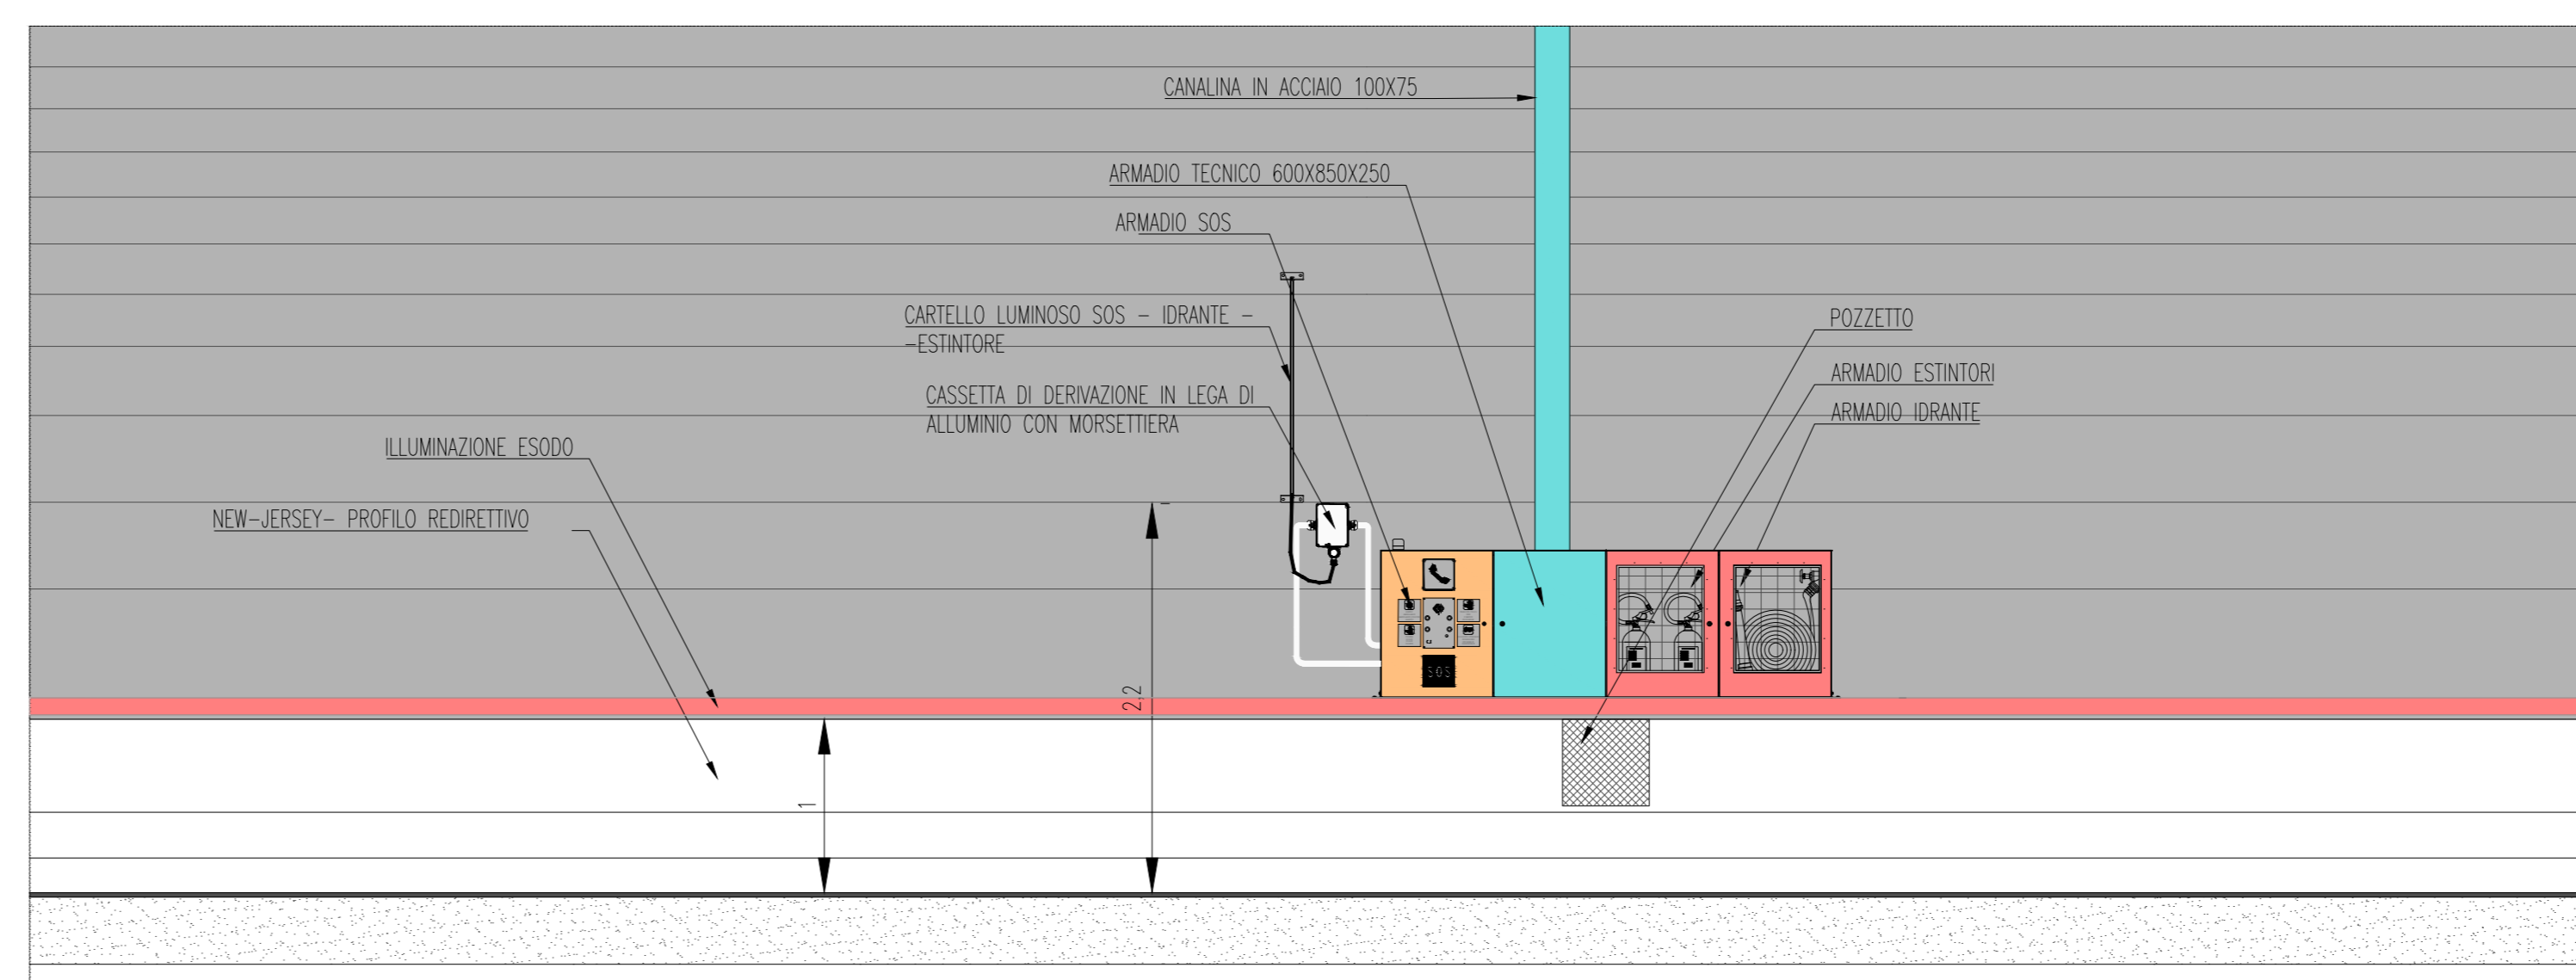 CANALINA IN ACCIAIO 100X75
ARMADIO TECNICO 600X850X250
ARMADIO SOS
CARTELLO LUMINOSO SOS – IDRANTE –
–ESTINTORE
POZZETTO
ARMADIO ESTINTORI
CASSETTA DI DERIVAZIONE IN LEGA DI
ALLUMINIO CON MORSETTIERA
ARMADIO IDRANTE
ILLUMINAZIONE ESODO
NEW–JERSEY– PROFILO REDIRETTIVO
SOS
2,2
1